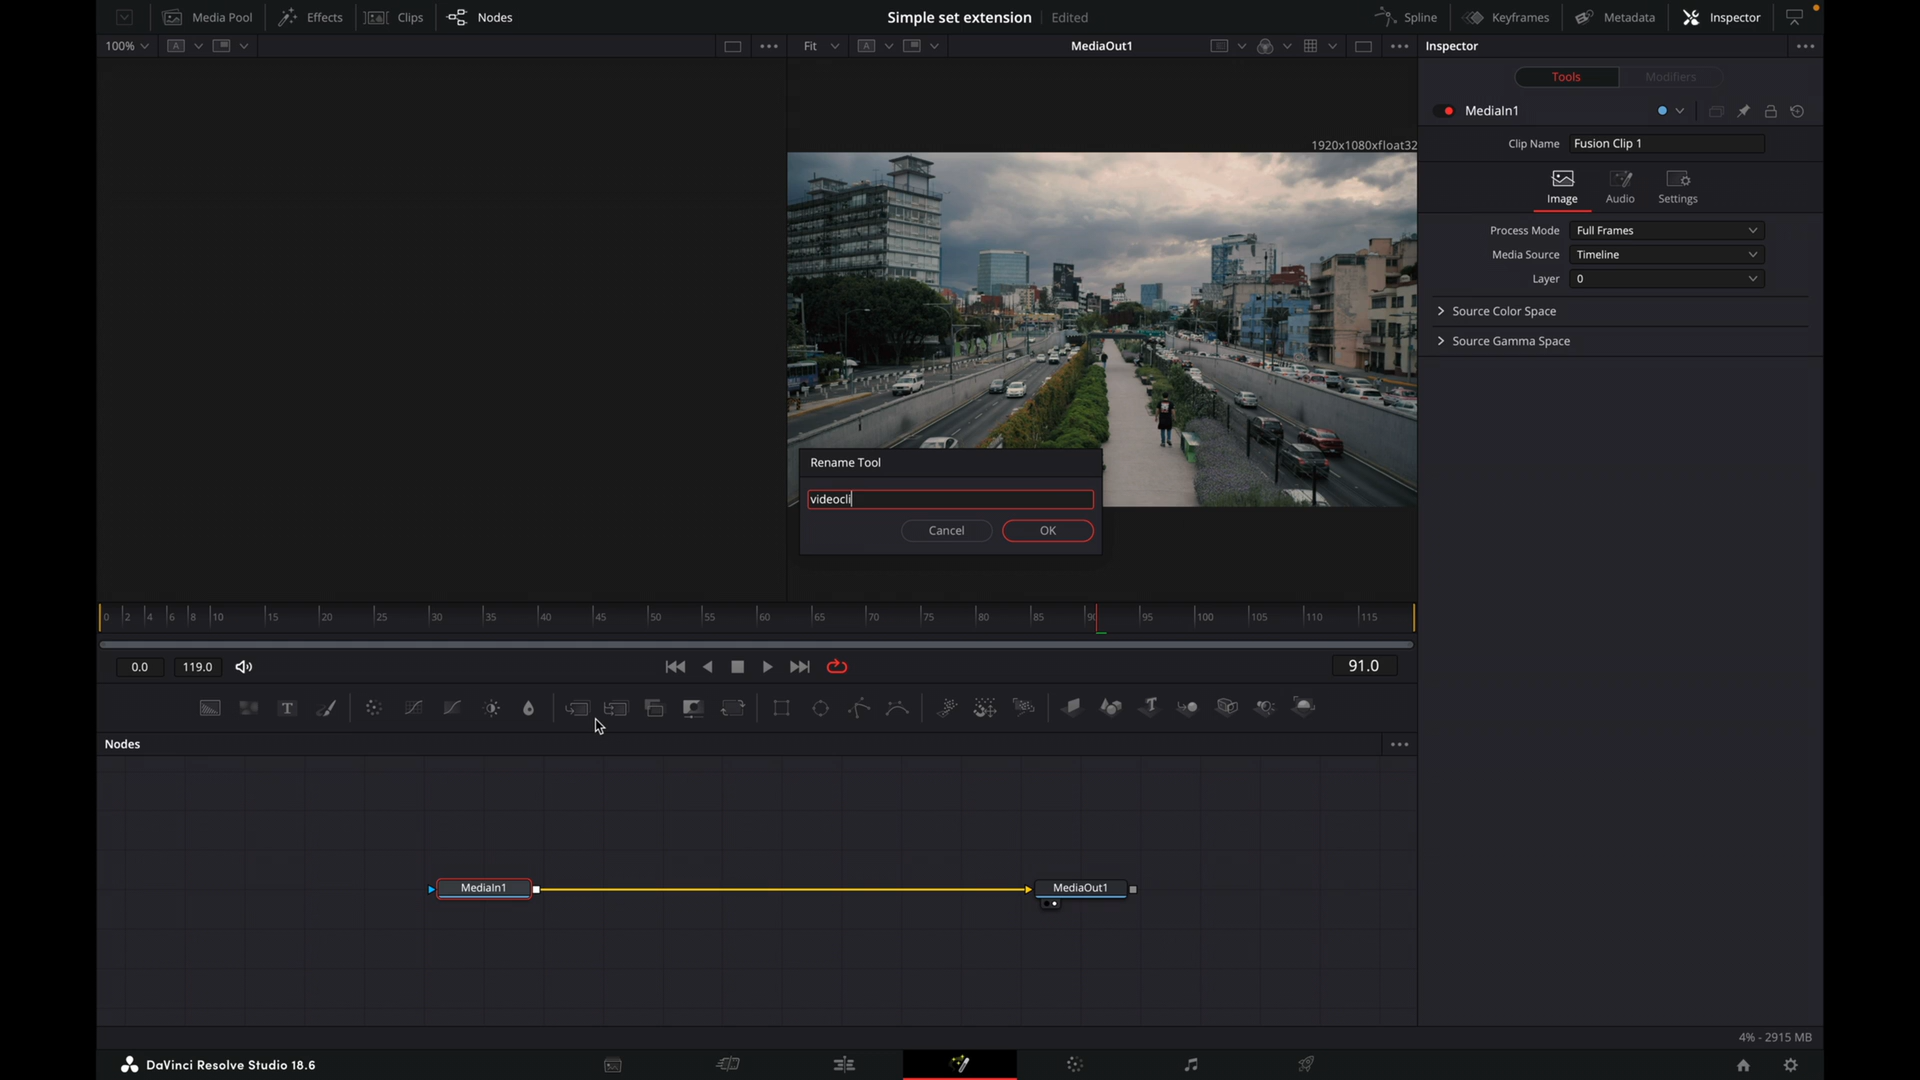 Media Pool
Effects
Clips
Nodes
Simple set extension
Edited
Spline
Keyframes
Metadata
Inspector
100%
A
Fit
A
MediaOut1
Inspector
Tools
Modifiers
MediaIn1
1920x1080xfloat32
Clip Name
Fusion Clip 1
Image
Audio
Settings
Process Mode
Full Frames
Media Source
Timeline
Layer
0
Source Color Space
Source Gamma Space
Rename Tool
videocli
Cancel
OK
0 2 4 6 8 10 15 20 25 30 35 40 45 50 55 60 65 70 75 80 85 90 95 100 105 110 115
0.0
119.0
91.0
T
T
Nodes
MediaIn1
MediaOut1
4% - 2915 MB
DaVinci Resolve Studio 18.6